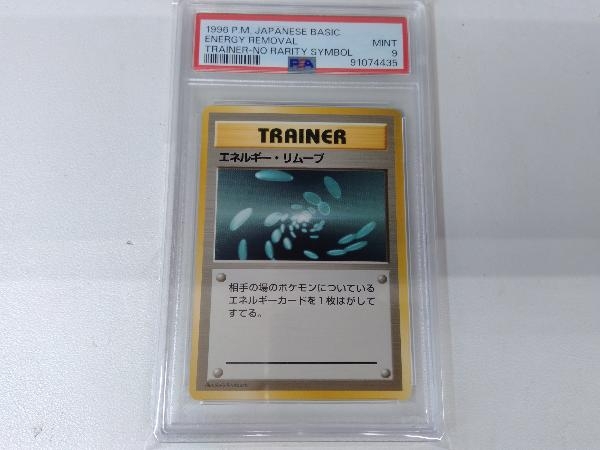 1996 P.M. JAPANESE BASIC
ENERGY REMOVAL MINT
TRAINER-NO RARITY SYMBOL 9
PSA 91074435
TRAINER
エネルギー・リムーブ
相手の場のポケモンについている
エネルギーカードを1枚はがして
すてる。